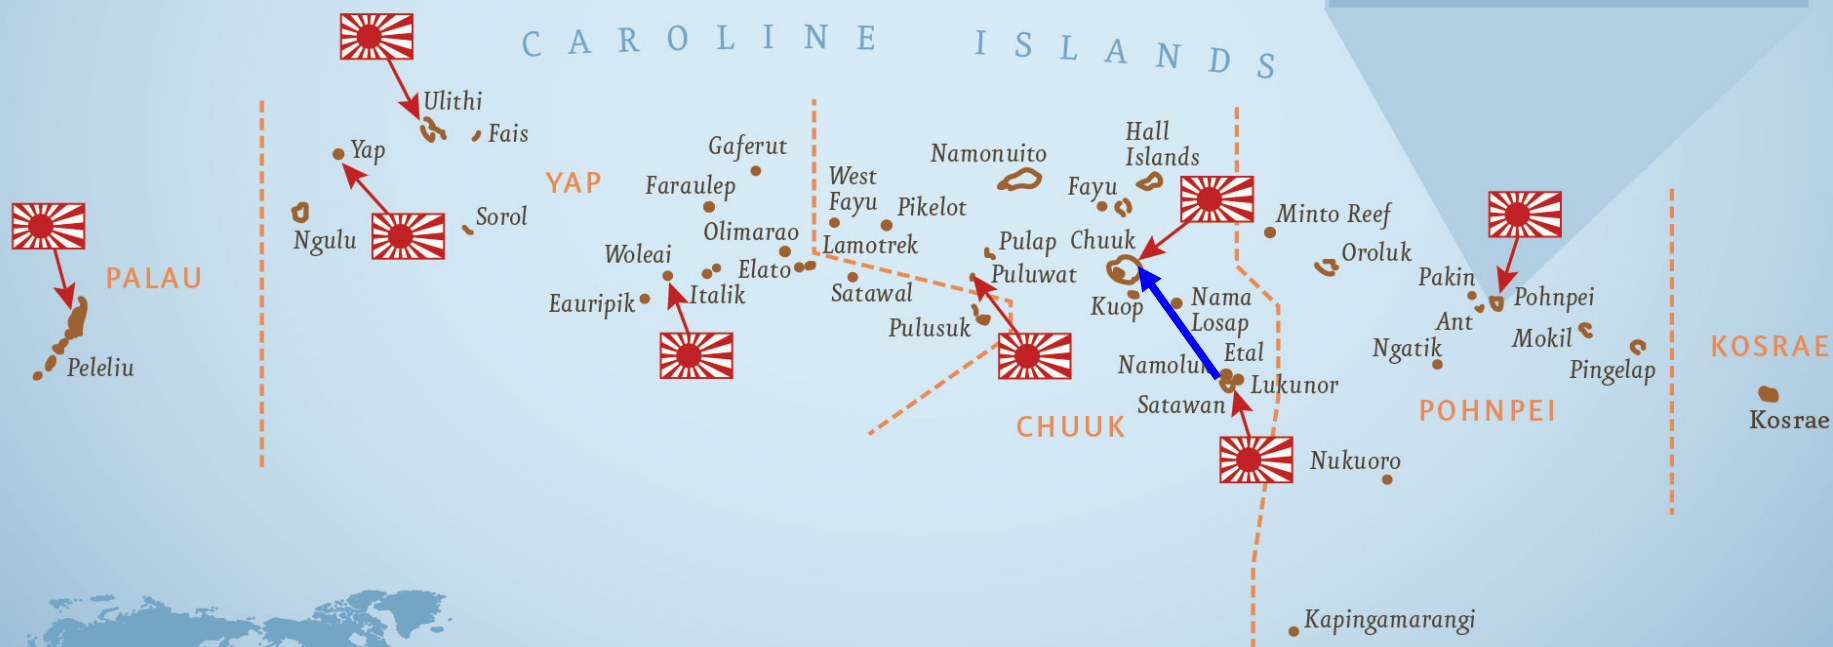 CAROLINE ISLANDS
Ulithi
Fais
Yap
YAP
Ngulu
Sorol
PALAU
Peleliu
Gaferut
Faraulep
Olimarao
Woleai
Elato
Lamotrek
Italik
Eauripik
West
Fayu
Pikelot
Satawal
Namonuito
Hall
Islands
Fayu
Pulap
Chuuk
Puluwat
Pulusuk
Kuop
Nama
Losap
Etal
Namoluk
Lukunor
Satawan
CHUUK
Minto Reef
Oroluk
Pakin
Pohnpei
Ant
Mokil
Ngatik
Pingelap
POHNPEI
KOSRAE
Kosrae
Nukuoro
Kapingamarangi